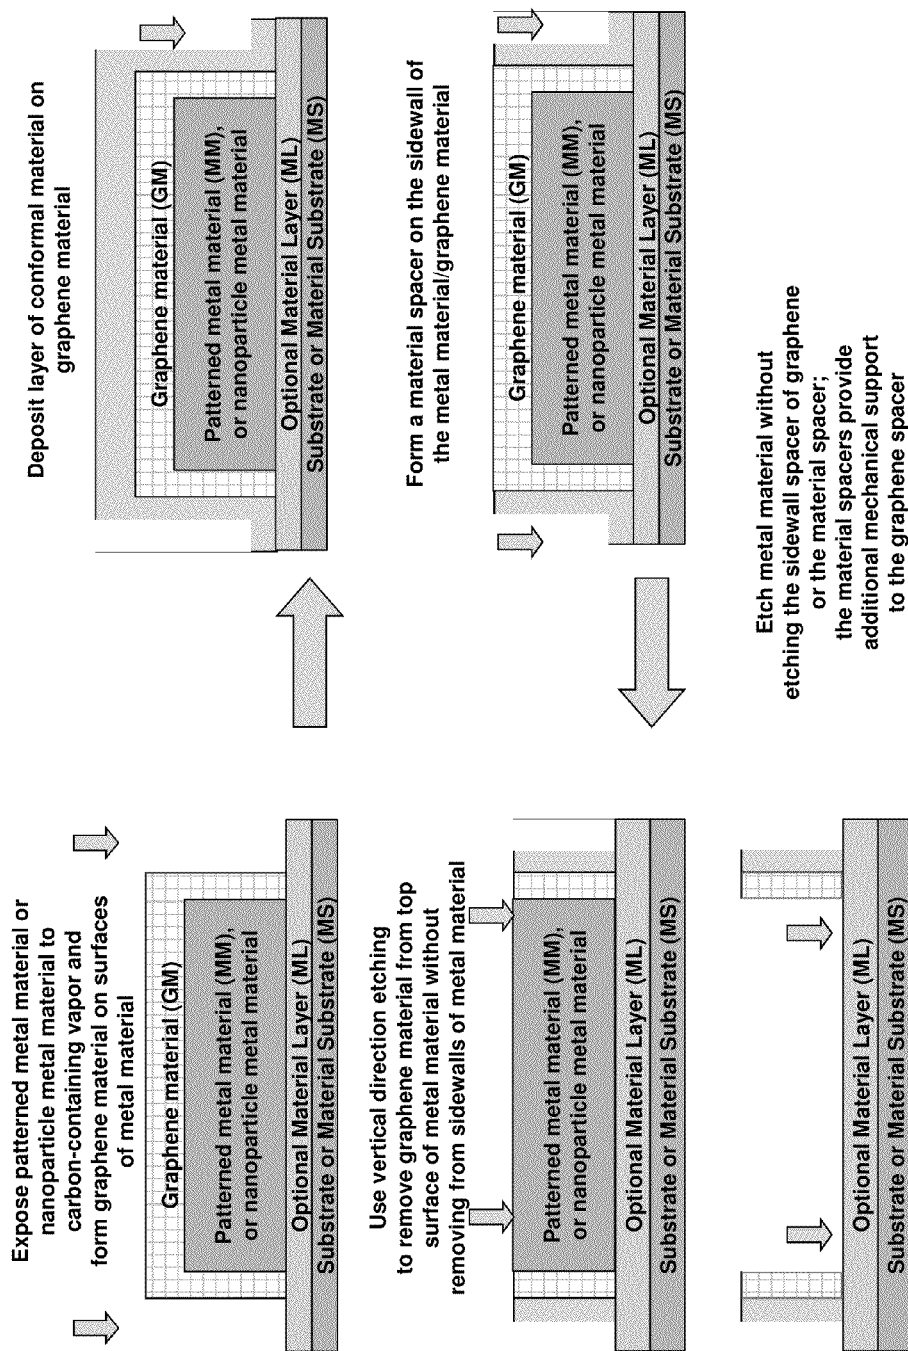 Expose patterned metal material or
nanoparticle metal material to
carbon-containing vapor and
form graphene material on surfaces
of metal material
Graphene material (GM)
Patterned metal material (MM),
or nanoparticle metal material
Optional Material Layer (ML)
Substrate or Material Substrate (MS)
Deposit layer of conformal material on
graphene material
Graphene material (GM)
Patterned metal material (MM),
or nanoparticle metal material
Optional Material Layer (ML)
Substrate or Material Substrate (MS)
Form a material spacer on the sidewall of
the metal material/graphene material
Graphene material (GM)
Patterned metal material (MM),
or nanoparticle metal material
Optional Material Layer (ML)
Substrate or Material Substrate (MS)
Use vertical direction etching
to remove graphene material from top
surface of metal material without
removing from sidewalls of metal material
Patterned metal material (MM),
or nanoparticle metal material
Optional Material Layer (ML)
Substrate or Material Substrate (MS)
Etch metal material without
etching the sidewall spacer of graphene
or the material spacer;
the material spacers provide
additional mechanical support
to the graphene spacer
Optional Material Layer (ML)
Substrate or Material Substrate (MS)